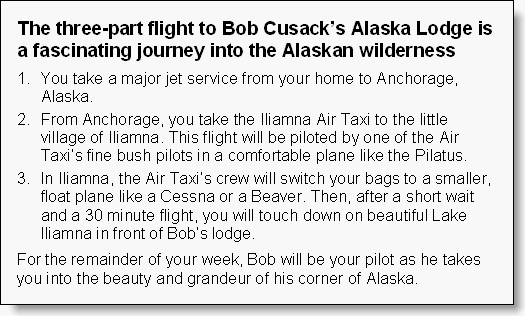 The three-part flight to Bob Cusack's Alaska Lodge is
a fascinating journey into the Alaskan wilderness
1. You take a major jet service from your home to Anchorage,
Alaska.
2. From Anchorage, you take the Iliamna Air Taxi to the little
village of Iliamna. This flight will be piloted by one of the Air
Taxi's fine bush pilots in a comfortable plane like the Pilatus.
3. In Iliamna, the Air Taxi's crew will switch your bags to a smaller,
float plane like a Cessna or a Beaver. Then, after a short wait
and a 30 minute flight, you will touch down on beautiful Lake
Iliamna in front of Bob's lodge.
For the remainder of your week, Bob will be your pilot as he takes
you into the beauty and grandeur of his corner of Alaska.